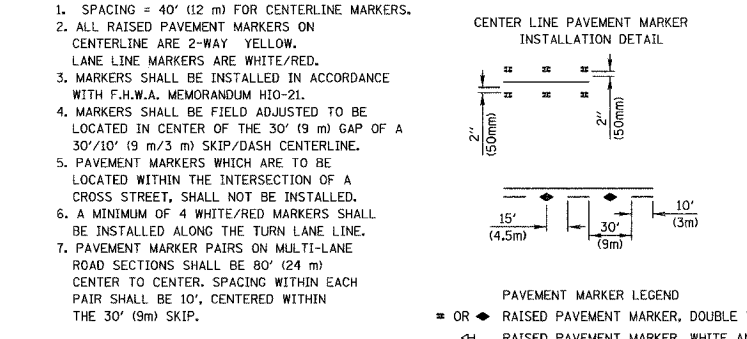 1. SPACING = 40' (12 m) FOR CENTERLINE MARKERS.
2. ALL RAISED PAVEMENT MARKERS ON
CENTERLINE ARE 2-WAY YELLOW.
LANE LINE MARKERS ARE WHITE/RED.
3. MARKERS SHALL BE INSTALLED IN ACCORDANCE
WITH F.H.W.A. MEMORANDUM HIO-21.
4. MARKERS SHALL BE FIELD ADJUSTED TO BE
LOCATED IN CENTER OF THE 30' (9 m) GAP OF A
30'/10' (9 m/3 m) SKIP/DASH CENTERLINE.
5. PAVEMENT MARKERS WHICH ARE TO BE
LOCATED WITHIN THE INTERSECTION OF A
CROSS STREET, SHALL NOT BE INSTALLED.
6. A MINIMUM OF 4 WHITE/RED MARKERS SHALL
BE INSTALLED ALONG THE TURN LANE LINE.
7. PAVEMENT MARKER PAIRS ON MULTI-LANE
ROAD SECTIONS SHALL BE 80' (24 m)
CENTER TO CENTER. SPACING WITHIN EACH
PAIR SHALL BE 10', CENTERED WITHIN
THE 30' (9m) SKIP.
CENTER LINE PAVEMENT MARKER
INSTALLATION DETAIL
2"
(50mm)
2"
(50mm)
15'
(4.5m)
30'
(9m)
10'
(3m)
PAVEMENT MARKER LEGEND
OR RAISED PAVEMENT MARKER, DOUBLE
RAISED PAVEMENT MARKER, WHITE